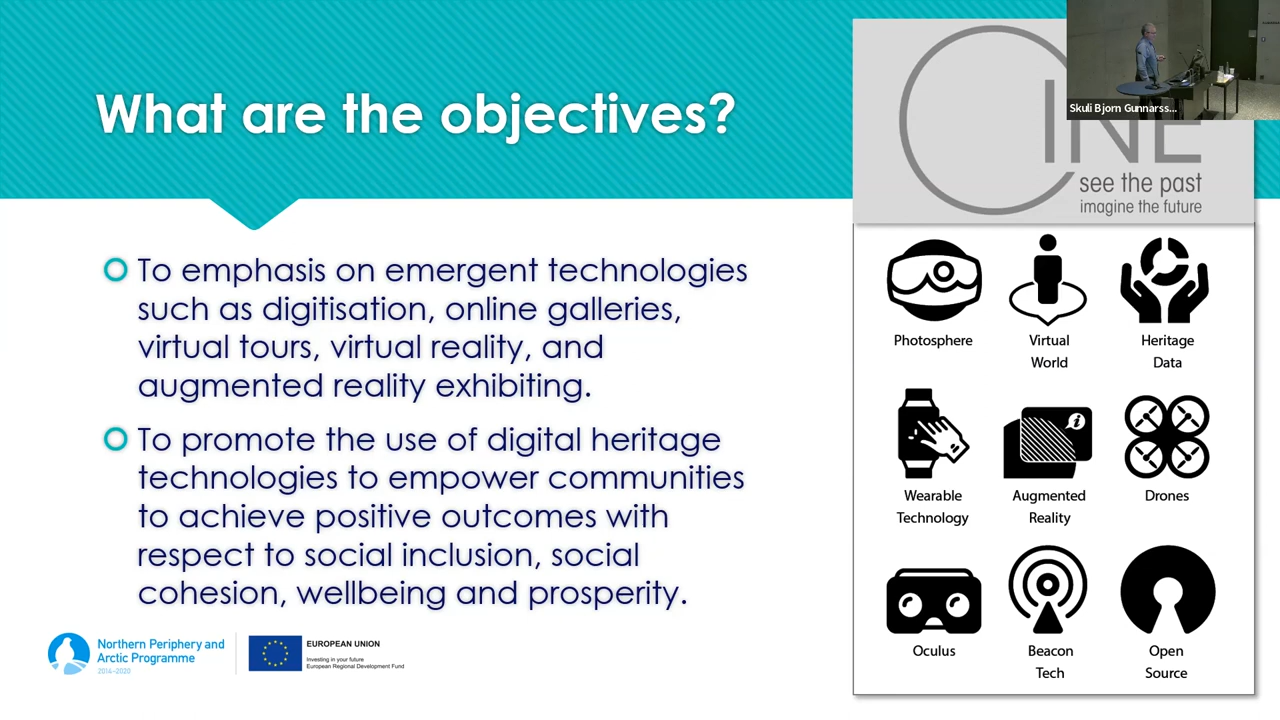 What are the objectives?
To emphasis on emergent technologies
such as digitisation, online galleries,
virtual tours, virtual reality, and
augmented reality exhibiting.
To promote the use of digital heritage
technologies to empower communities
to achieve positive outcomes with
respect to social inclusion, social
cohesion, wellbeing and prosperity.
Northern Periphery and
Arctic Programme
2014–2020
EUROPEAN UNION
Investing in your future
European Regional Development Fund
Skuli Bjorn Gunnarss...
CINE
see the past
imagine the future
Photosphere
Virtual
World
Heritage
Data
Wearable
Technology
Augmented
Reality
Drones
Oculus
Beacon
Tech
Open
Source